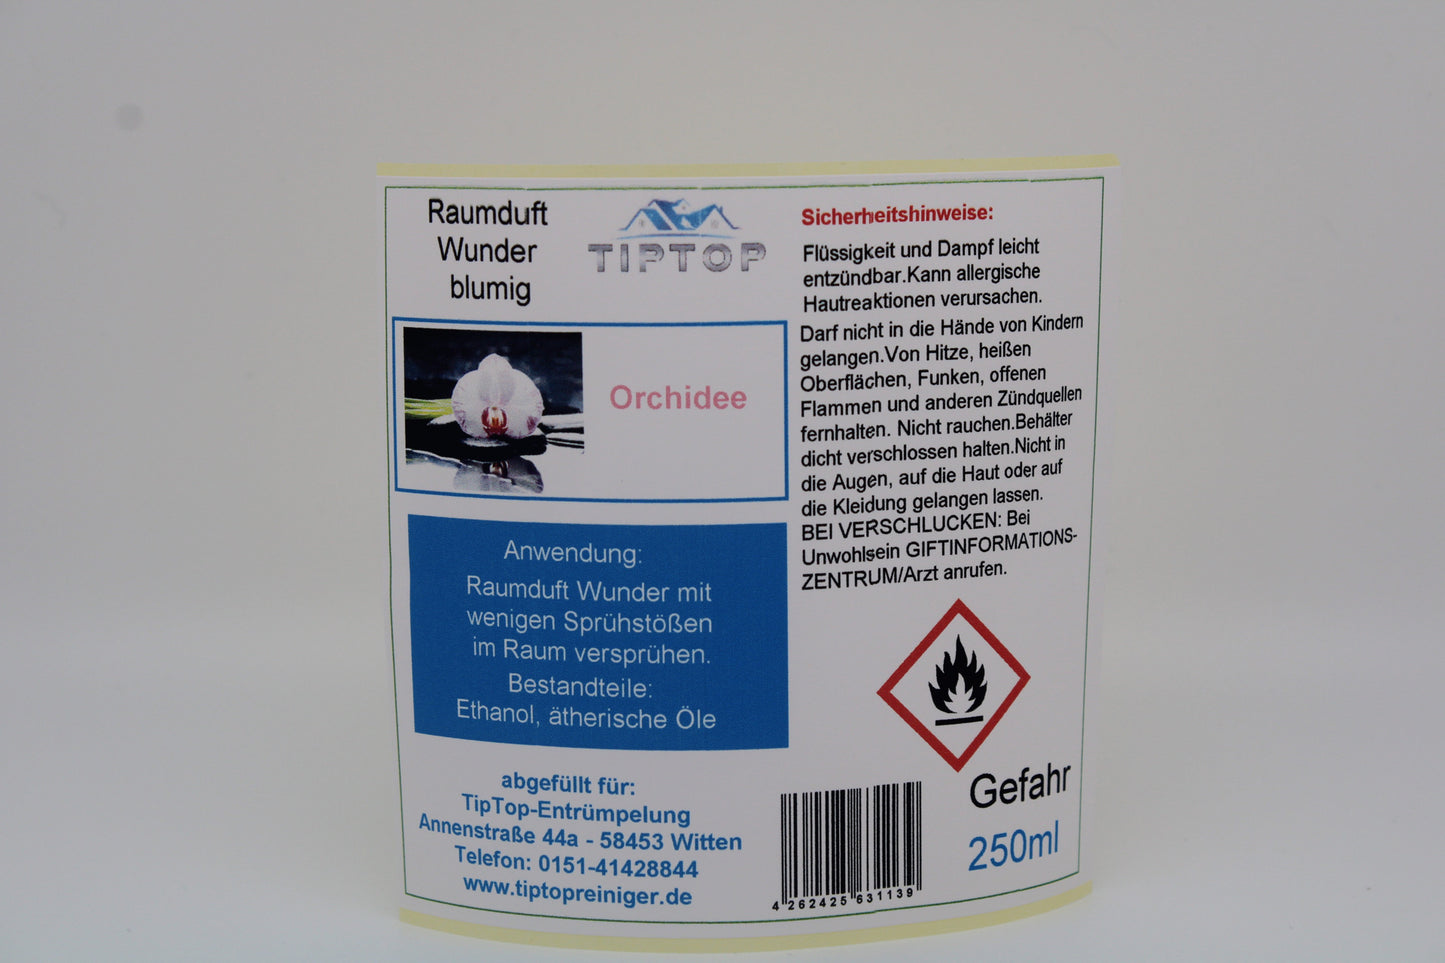 Raumduft
Wunder
blumig
TIPTOP
Orchidee
Anwendung:
Raumduft Wunder mit
wenigen Sprühstößen
im Raum versprühen.
Bestandteile:
Ethanol, ätherische Öle
abgefüllt für:
TipTop-Entrümpelung
Annenstraße 44a - 58453 Witten
Telefon: 0151-41428844
www.tiptopreiniger.de
Sicherheitshinweise:
Flüssigkeit und Dampf leicht
entzündbar.Kann allergische
Hautreaktionen verursachen.
Darf nicht in die Hände von Kindern
gelangen.Von Hitze, heißen
Oberflächen, Funken, offenen
Flammen und anderen Zündquellen
fernhalten. Nicht rauchen.Behälter
dicht verschlossen halten.Nicht in
die Augen, auf die Haut oder auf
die Kleidung gelangen lassen.
BEI VERSCHLUCKEN: Bei
Unwohlsein GIFTINFORMATIONS-
ZENTRUM/Arzt anrufen.
Gefahr
250ml
4 262425 631139